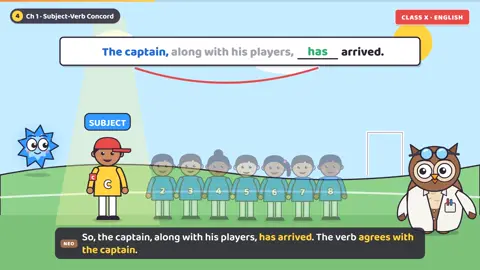 4 Ch 1 - Subject-Verb Concord
CLASS X • ENGLISH
The captain, along with his players, has arrived.
SUBJECT
C
2 3 4 5 6 7 8
NEO So, the captain, along with his players, has arrived. The verb agrees with
the captain.